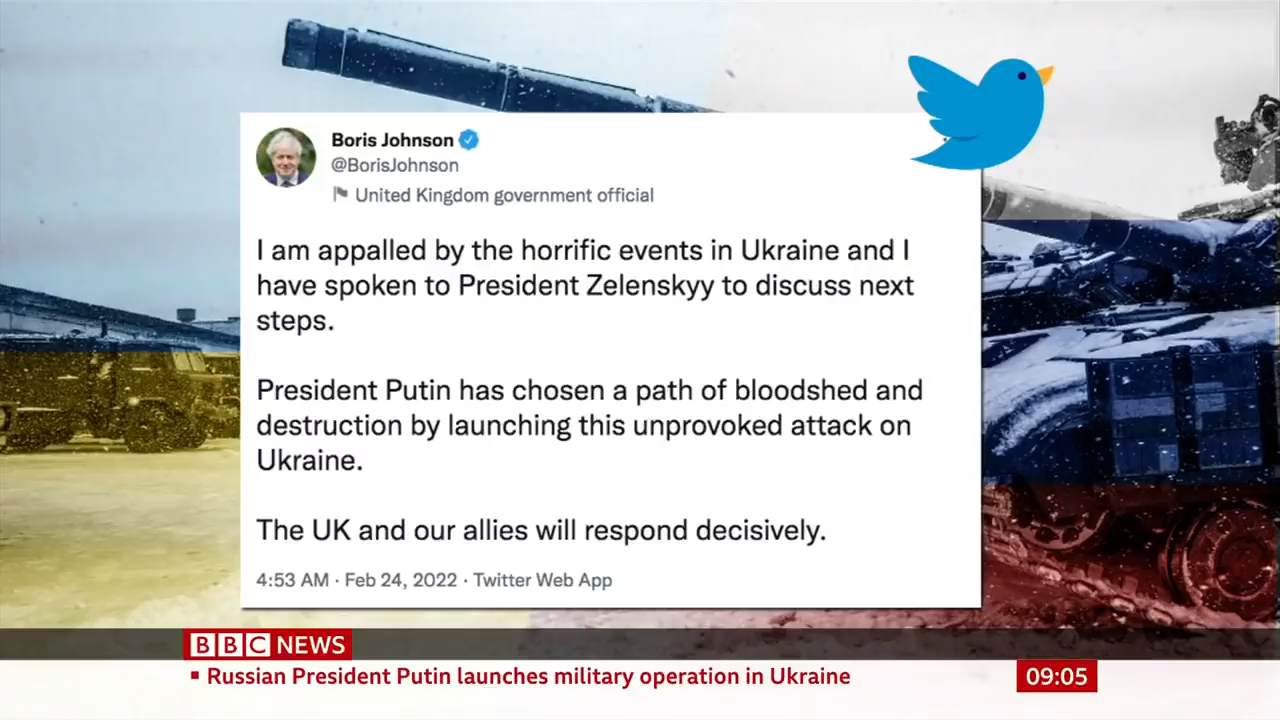 Boris Johnson
@BorisJohnson
United Kingdom government official
I am appalled by the horrific events in Ukraine and I
have spoken to President Zelenskyy to discuss next
steps.
President Putin has chosen a path of bloodshed and
destruction by launching this unprovoked attack on
Ukraine.
The UK and our allies will respond decisively.
4:53 AM · Feb 24, 2022 · Twitter Web App
BBC NEWS
Russian President Putin launches military operation in Ukraine
09:05